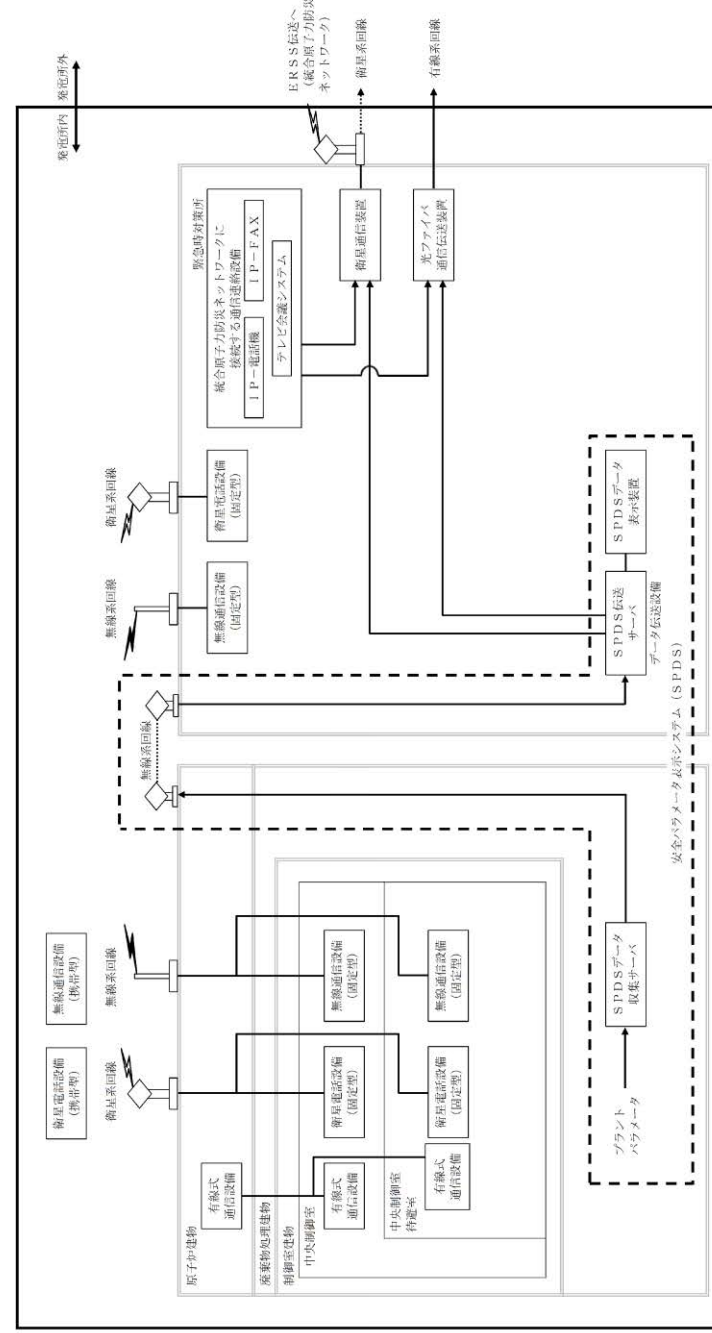 発電所内
発電所外
無線通信設備
(携帯型)
衛星電話設備
(携帯型)
衛星系回線
無線系回線
無線系回線
無線系回線
衛星系回線
ERSS伝送へ
(統合原子力防災
ネットワーク)
衛星系回線
有線系回線
原子炉建物
有線式
通信設備
廃棄物処理建物
制御室建物
中央制御室
有線式
通信設備
衛星電話設備
(固定型)
無線通信設備
(固定型)
中央制御室
待避室
有線式
通信設備
衛星電話設備
(固定型)
無線通信設備
(固定型)
プラント
パラメータ
SPDSデータ
収集サーバ
無線通信設備
(固定型)
衛星電話設備
(固定型)
緊急時対策所
統合原子力防災ネットワークに
接続する通信連絡設備
IP-電話機
IP-FAX
テレビ会議システム
衛星通信装置
光ファイバ
通信伝送装置
SPDS伝送
サーバ
データ伝送設備
SPDSデータ
表示装置
安全パラメータ表示システム(SPDS)